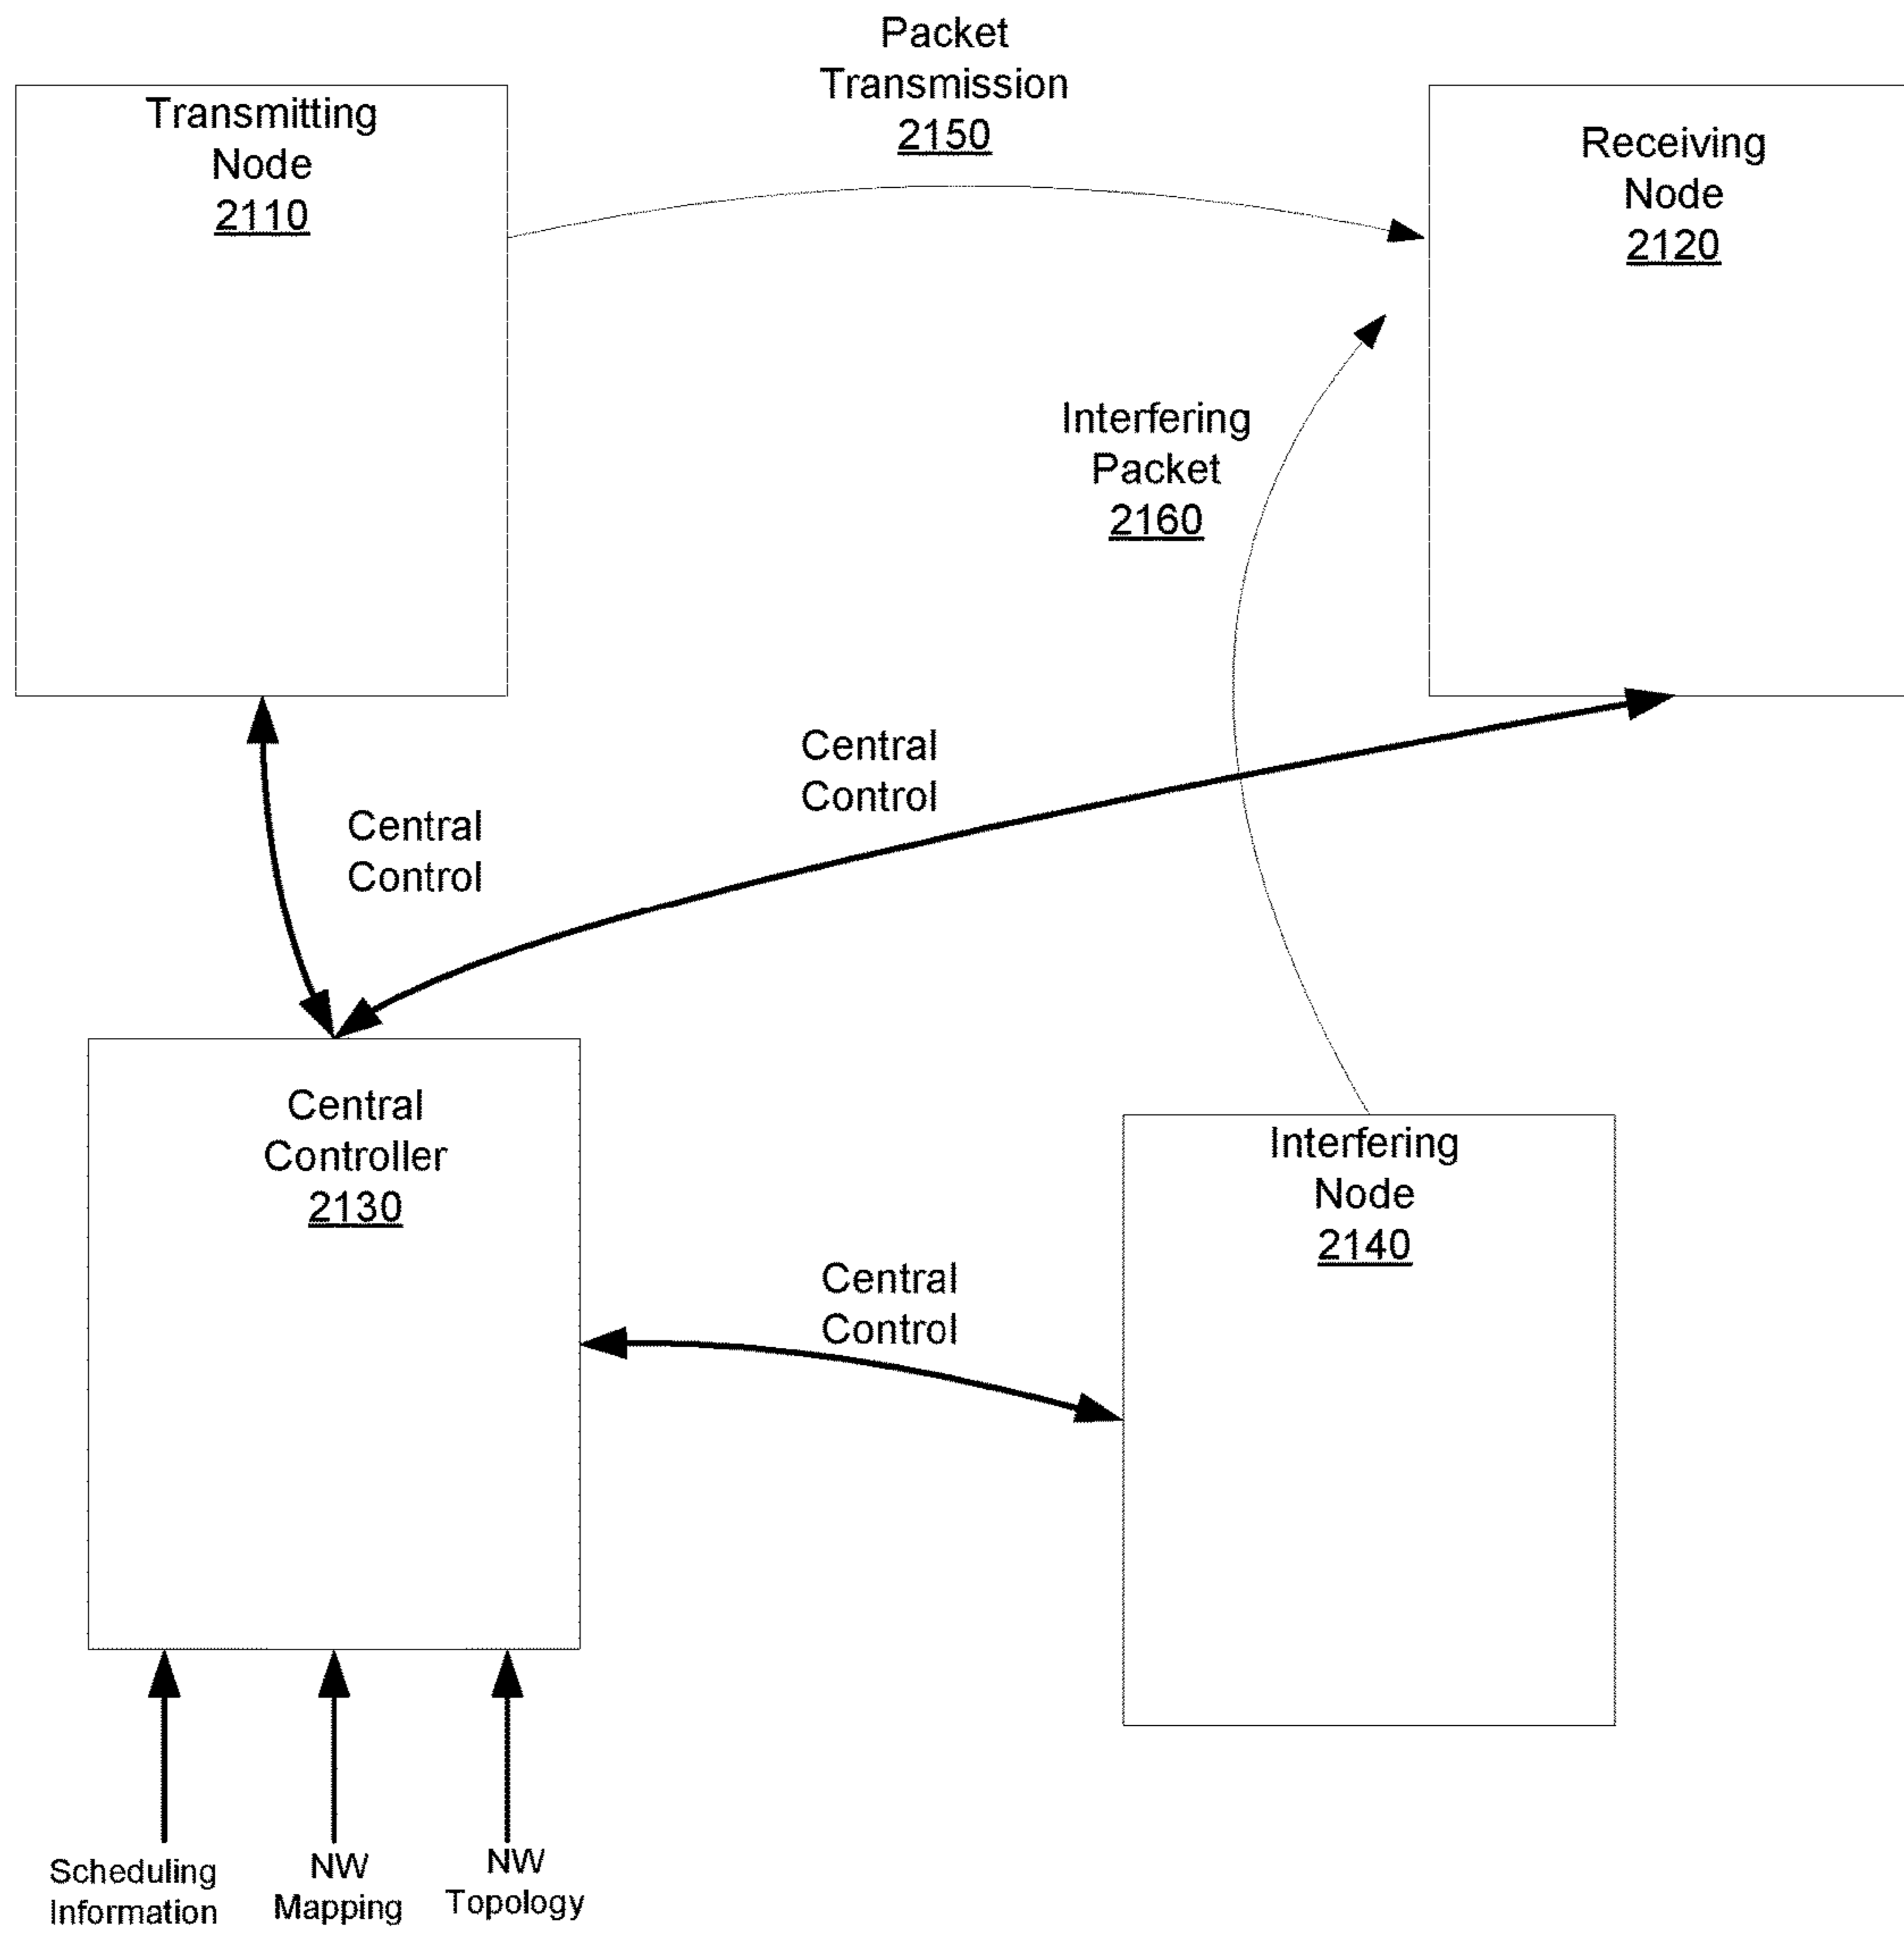 Packet
Transmission
2150
Transmitting
Node
2110
Receiving
Node
2120
Interfering
Packet
2160
Central
Control
Central
Control
Central
Controller
2130
Interfering
Node
2140
Central
Control
Scheduling
Information
NW
Mapping
NW
Topology